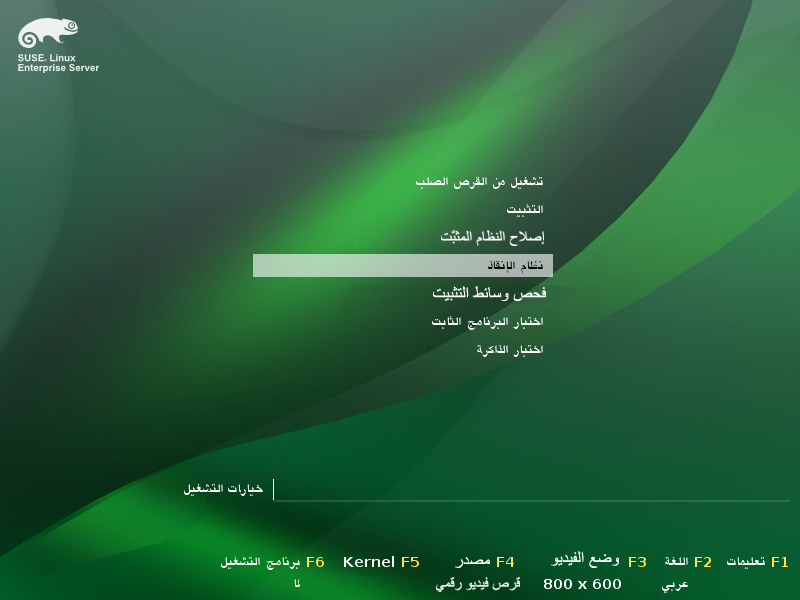 SUSE. Linux
Enterprise Server
تشغيل من القرص الصلب
التثبيت
إصلاح النظام المثبَّت
نظام الإنقاذ
فحص وسائط التثبيت
اختبار البرنامج الثابت
اختبار الذاكرة
خيارات التشغيل
F1 تعليمات F2 اللغة F3 وضع الفيديو F4 مصدر F5 Kernel F6 برنامج التشغيل
عربي 800 x 600 قرص فيديو رقمي لا